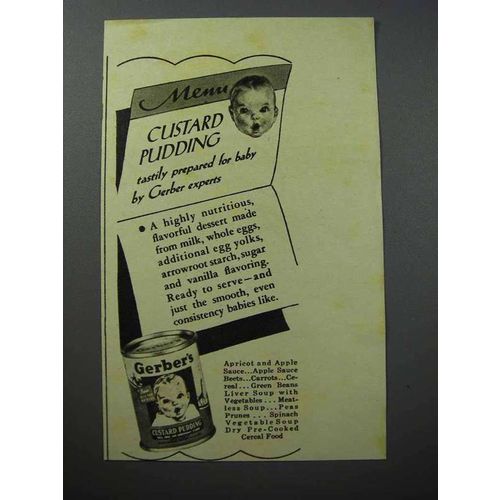 Menu
CUSTARD
PUDDING
tastily prepared for baby
by Gerber experts
● A highly nutritious,
flavorful dessert made
from milk, whole eggs,
additional egg yolks,
arrowroot starch, sugar
and vanilla flavoring.
Ready to serve—and
just the smooth, even
consistency babies like.
Gerber's
CUSTARD PUDDING
Apricot and Apple
Sauce...Apple Sauce
Beets...Carrots...Ce-
real...Green Beans
Liver Soup with
Vegetables...Meat-
less Soup...Peas
Prunes...Spinach
Vegetable Soup
Dry Pre-Cooked
Cereal Food